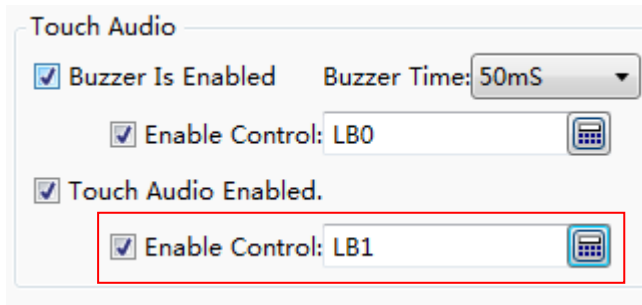 Touch Audio
Buzzer Is Enabled Buzzer Time: 50mS
Enable Control: LB0
Touch Audio Enabled.
Enable Control: LB1